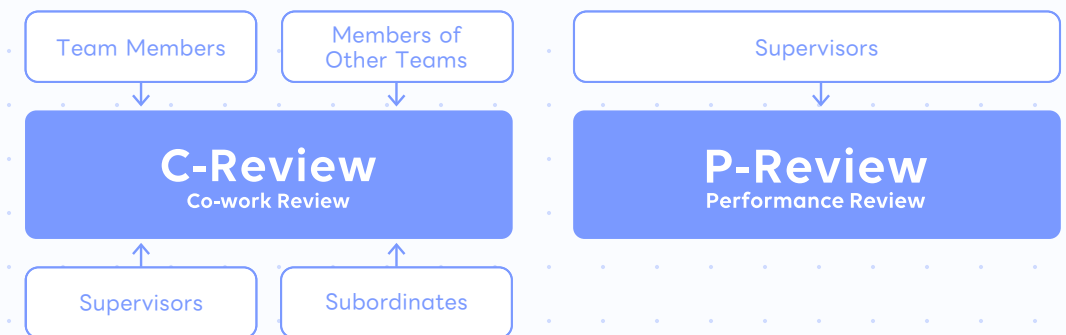 Team Members
Members of
Other Teams
Supervisors
C-Review
Co-work Review
P-Review
Performance Review
Supervisors
Subordinates